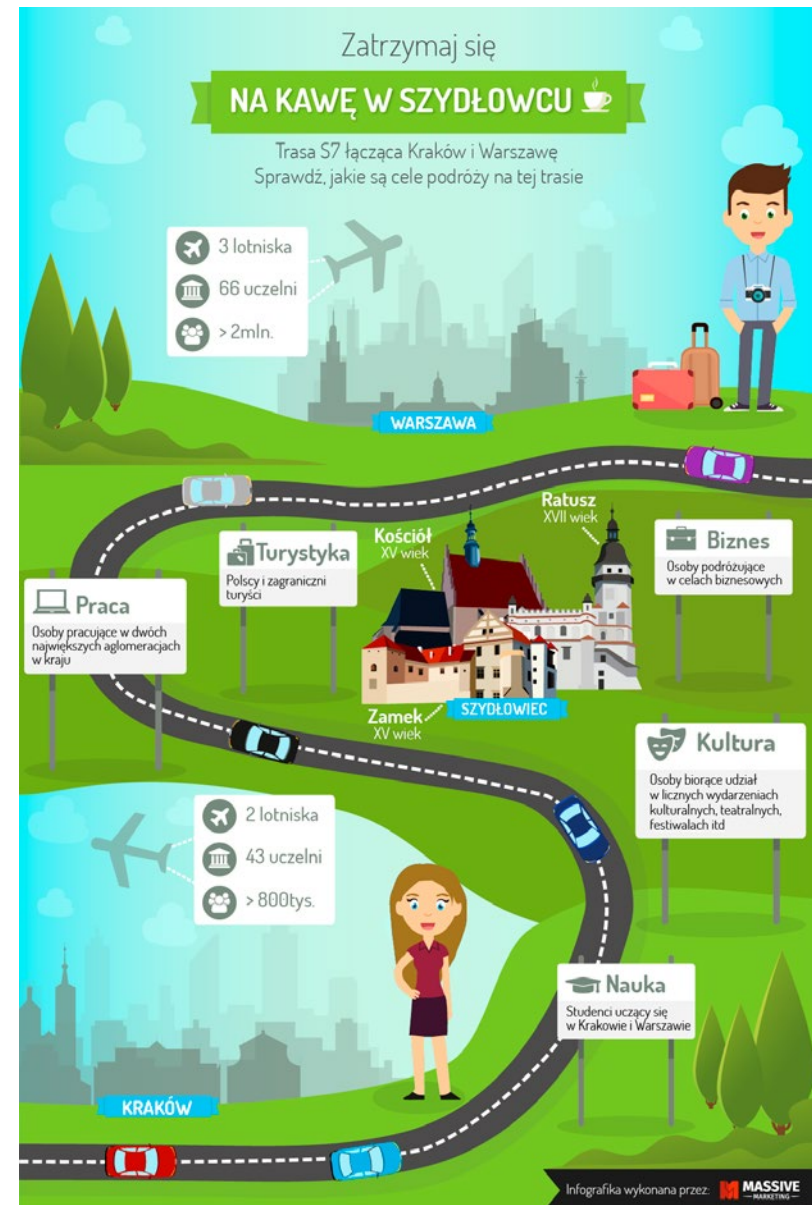 Zatrzymaj się
NA KAWĘ W SZYDŁOWCU
Trasa S7 łącząca Kraków i Warszawę
Sprawdź, jakie są cele podróży na tej trasie
3 lotniska
66 uczelni
> 2mln.
WARSZAWA
Ratusz
XVII wiek
Kościół
XV wiek
Turystyka
Polscy i zagraniczni
turyści
Biznes
Osoby podróżujące
w celach biznesowych
Praca
Osoby pracujące w dwóch
największych aglomeracjach
w kraju
Zamek
XV wiek
SZYDŁOWIEC
Kultura
Osoby biorące udział
w licznych wydarzeniach
kulturalnych, teatralnych,
festiwalach itd
2 lotniska
43 uczelni
> 800tys.
Nauka
Studenci uczący się
w Krakowie i Warszawie
KRAKÓW
Infografika wykonana przez:
MASSIVE
MARKETING